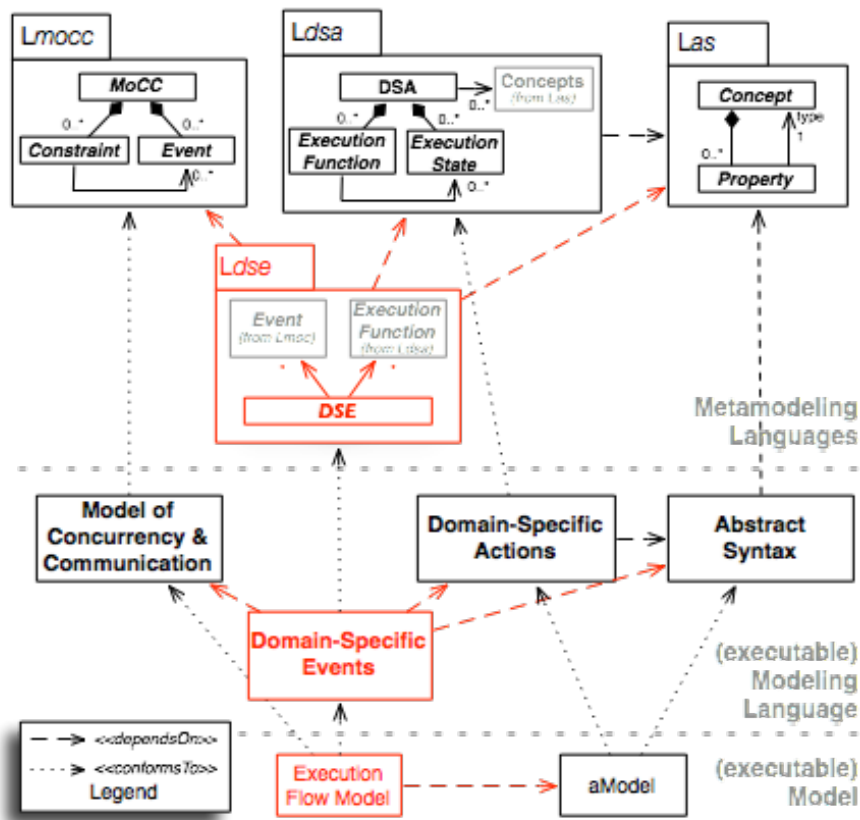 Lmocc
MoCC
0..*
0..*
Constraint
Event
0..*
Ldsa
DSA
Concepts
(from Las)
0..*
0..*
0..*
Execution
Function
Execution
State
0..*
Las
Concept
type
1
0..*
Property
Ldse
Event
(from Lmoc)
Execution
Function
(from Ldsa)
*
*
DSE
Metamodeling
Languages
Model of
Concurrency &
Communication
Domain-Specific
Actions
Abstract
Syntax
Domain-Specific
Events
(executable)
Modeling
Language
<<dependsOn>>
<<conformsTo>>
Legend
Execution
Flow Model
aModel
(executable)
Model